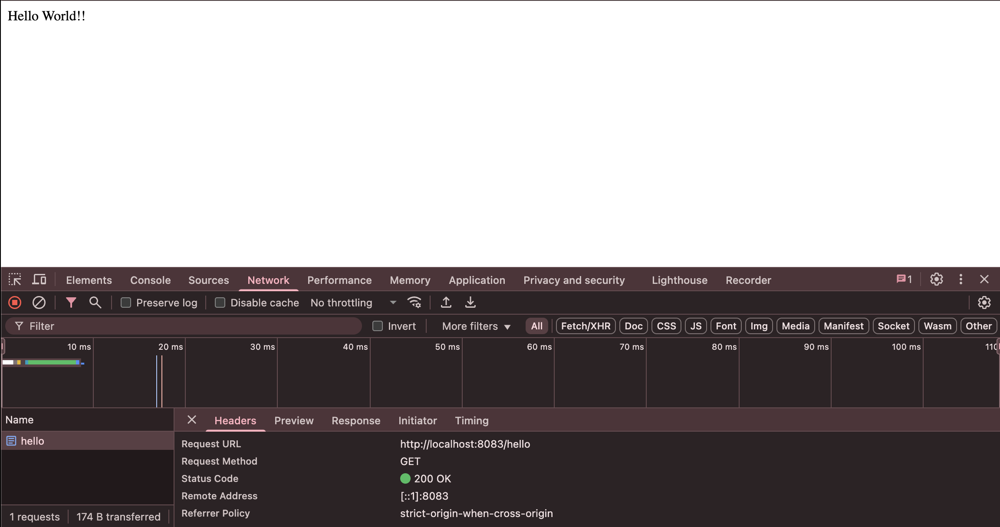 Hello World!!
Elements Console Sources Network Performance Memory Application Privacy and security Lighthouse Recorder 1
Preserve log Disable cache No throttling
Filter Invert More filters All Fetch/XHR Doc CSS JS Font Img Media Manifest Socket Wasm Other
10 ms 20 ms 30 ms 40 ms 50 ms 60 ms 70 ms 80 ms 90 ms 100 ms
Name Headers Preview Response Initiator Timing
hello
Request URL http://localhost:8083/hello
Request Method GET
Status Code 200 OK
Remote Address [::1]:8083
Referrer Policy strict-origin-when-cross-origin
1 requests 174 B transferred